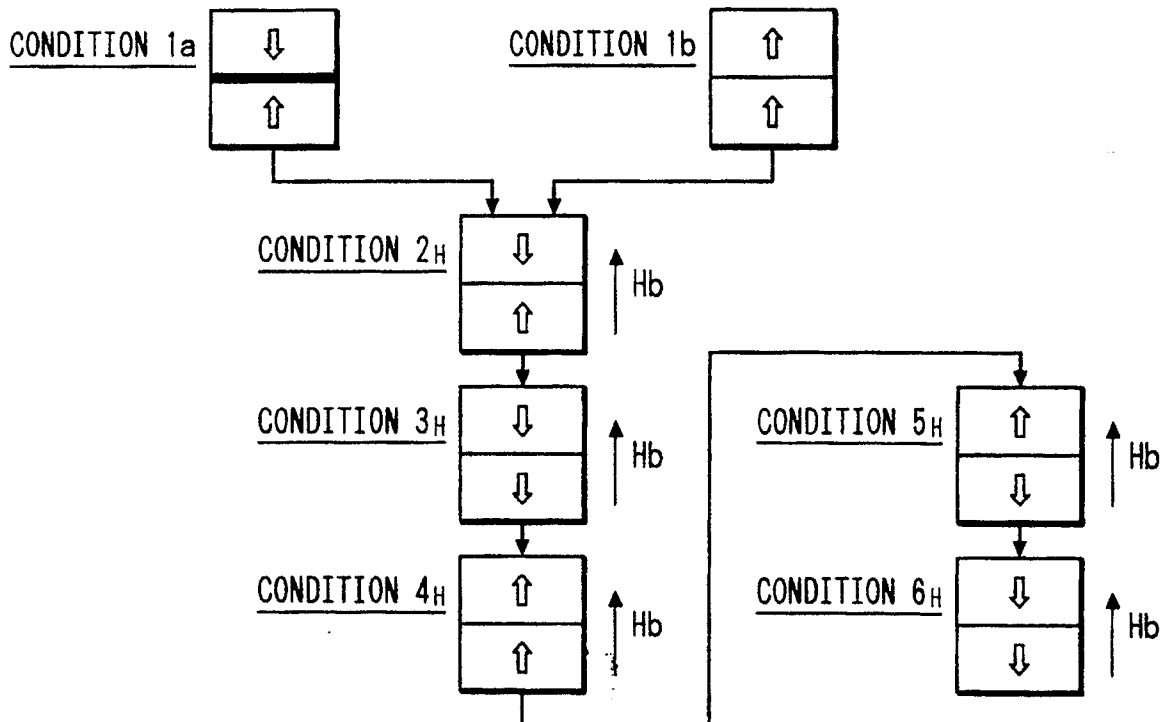 CONDITION 1a
CONDITION 1b
CONDITION 2H
Hb
CONDITION 3H
Hb
CONDITION 4H
Hb
CONDITION 5H
Hb
CONDITION 6H
Hb